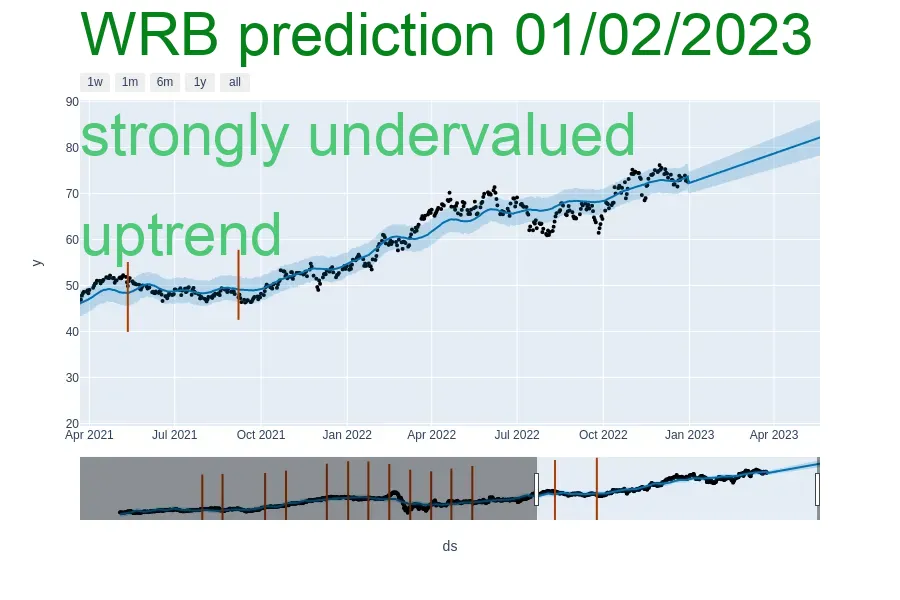 WRB prediction 01/02/2023
1w 1m 6m 1y all
90
strongly undervalued
80
70
uptrend
60
y
50
40
30
20
Apr 2021 Jul 2021 Oct 2021 Jan 2022 Apr 2022 Jul 2022 Oct 2022 Jan 2023 Apr 2023
ds